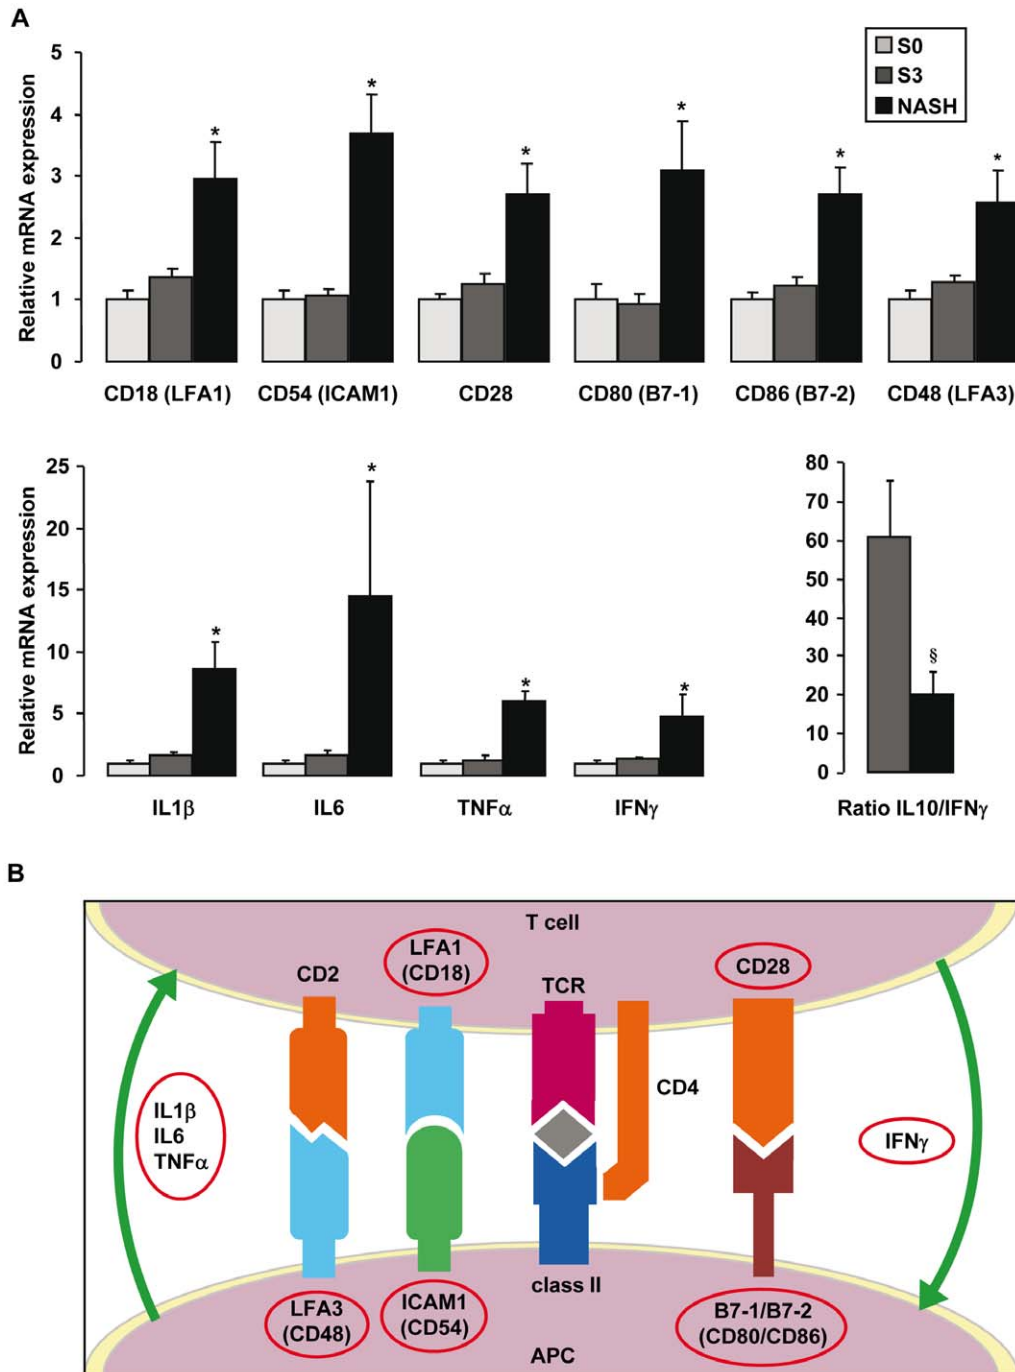 A
S0
S3
NASH
Relative mRNA expression
5
4
3
2
1
0
*
*
*
*
*
*
CD18 (LFA1)
CD54 (ICAM1)
CD28
CD80 (B7-1)
CD86 (B7-2)
CD48 (LFA3)
Relative mRNA expression
25
20
15
10
5
0
*
*
*
*
IL1β
IL6
TNFα
IFNγ
80
70
60
50
40
30
20
10
0
§
Ratio IL10/IFNγ
B
T cell
LFA1
(CD18)
CD2
TCR
CD28
CD4
IL1β
IL6
TNFα
IFNγ
class II
LFA3
(CD48)
ICAM1
(CD54)
B7-1/B7-2
(CD80/CD86)
APC